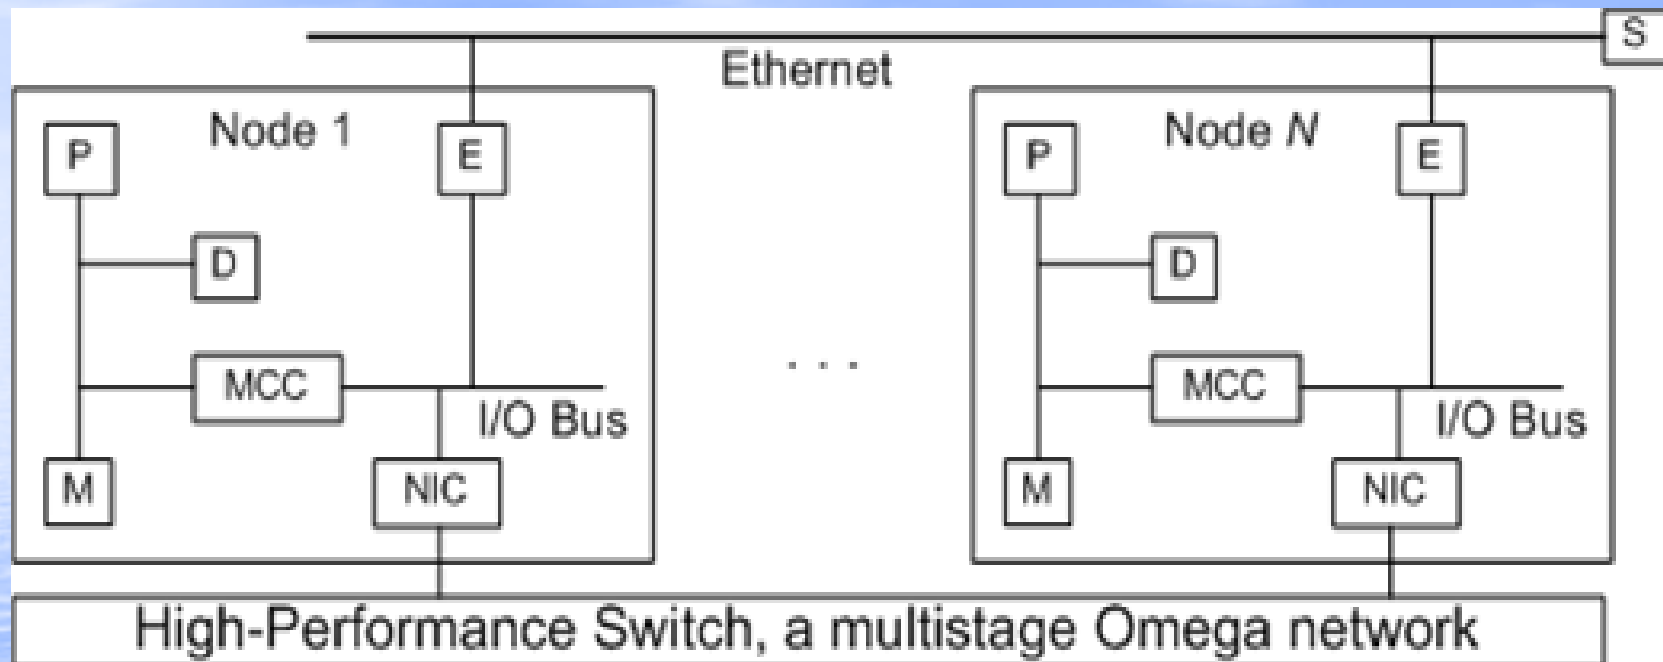 S
Ethernet
Node 1
Node N
P
E
P
E
D
D
MCC
MCC
I/O Bus
I/O Bus
M
NIC
M
NIC
. . .
High-Performance Switch, a multistage Omega network